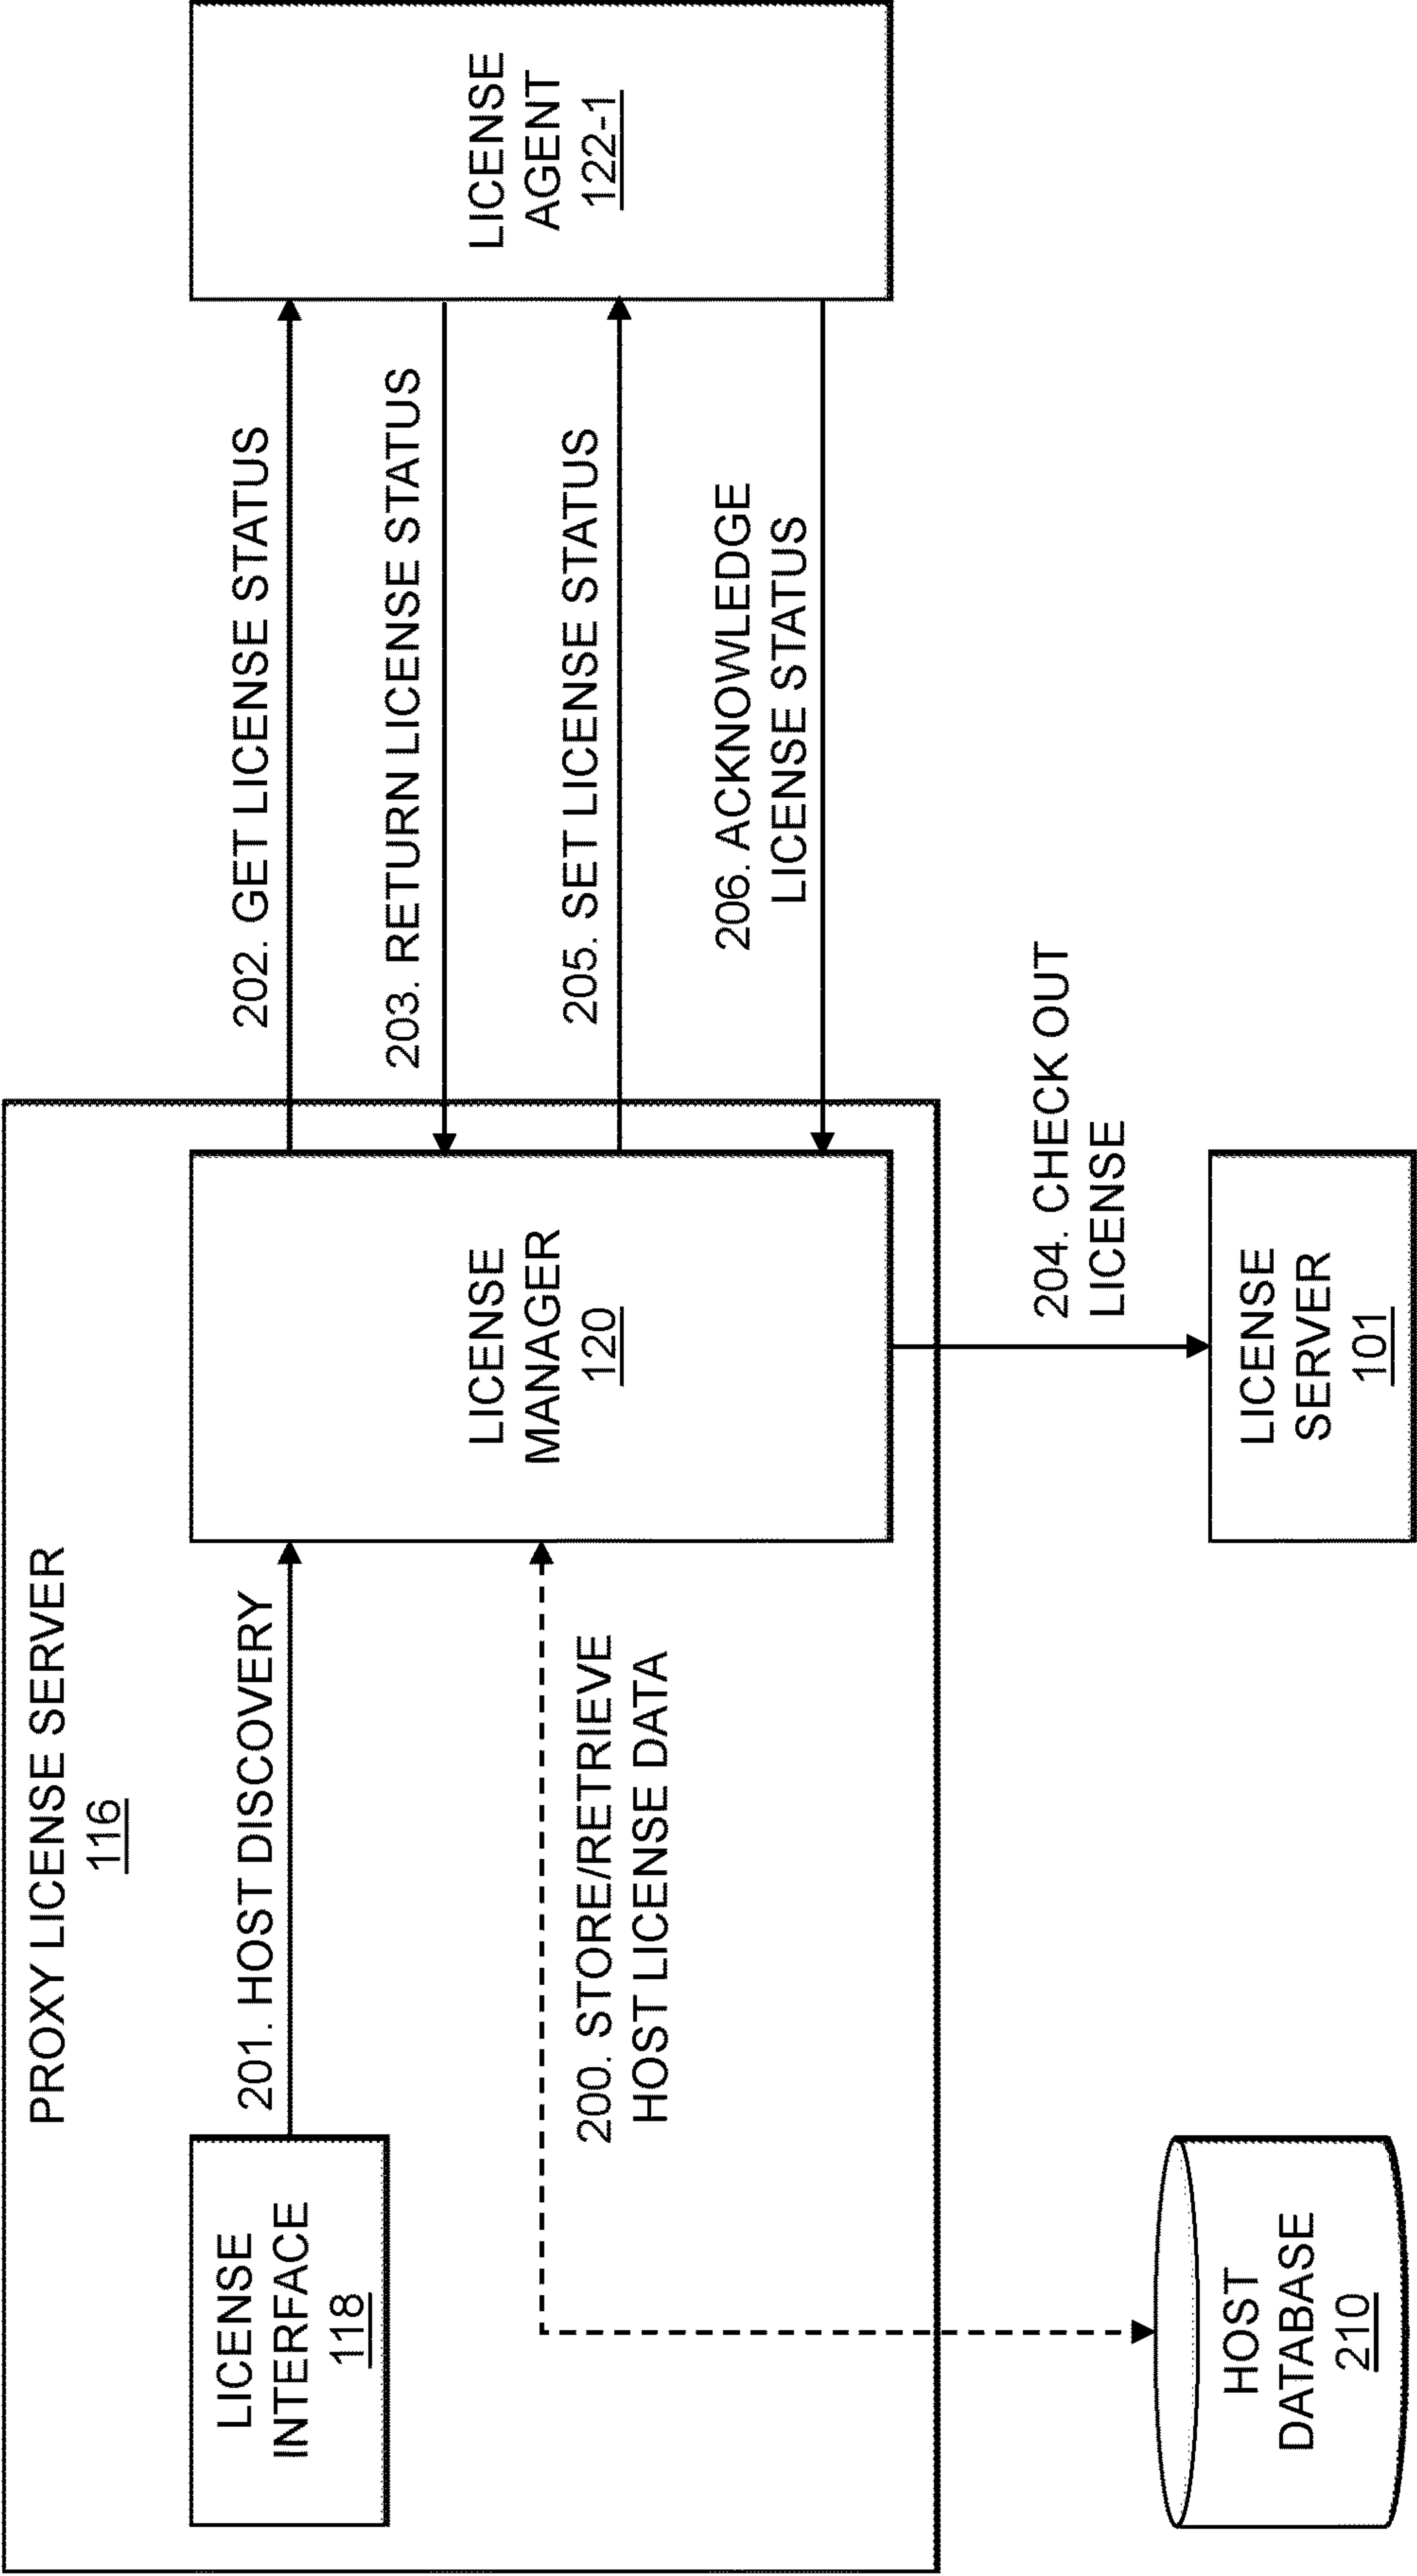 PROXY LICENSE SERVER
116
LICENSE
INTERFACE
118
201. HOST DISCOVERY
200. STORE/RETRIEVE
HOST LICENSE DATA
LICENSE
MANAGER
120
202. GET LICENSE STATUS
203. RETURN LICENSE STATUS
205. SET LICENSE STATUS
206. ACKNOWLEDGE
LICENSE STATUS
LICENSE
AGENT
122-1
204. CHECK OUT
LICENSE
HOST
DATABASE
210
LICENSE
SERVER
101